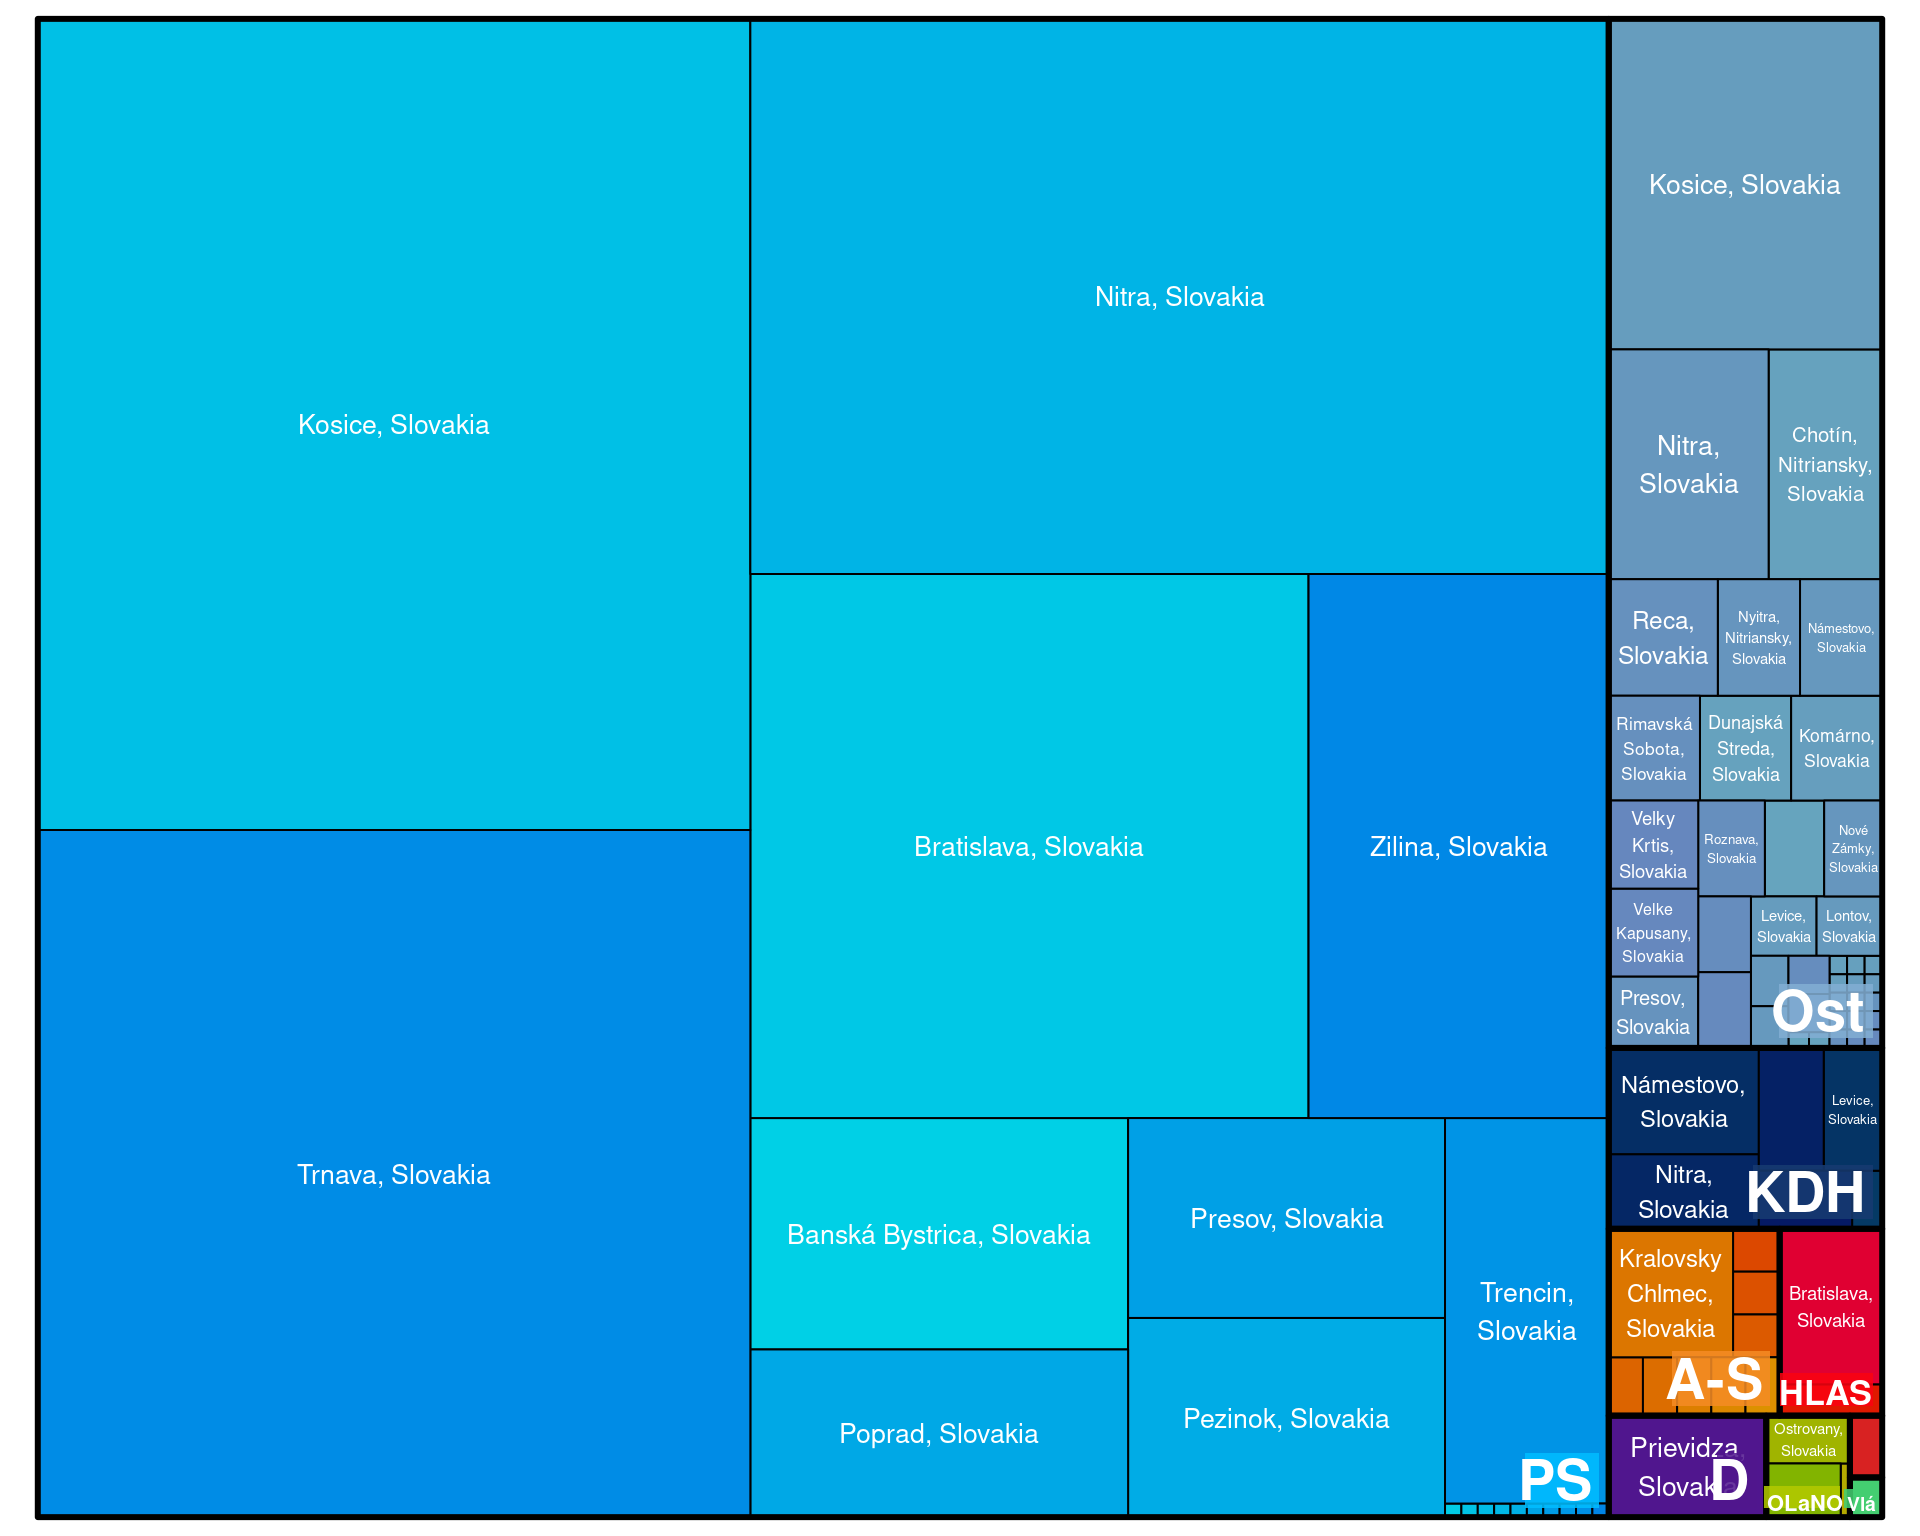 Kosice, Slovakia
Nitra, Slovakia
Bratislava, Slovakia
Zilina, Slovakia
Trnava, Slovakia
Banská Bystrica, Slovakia
Presov, Slovakia
Trencin,
Slovakia
Poprad, Slovakia
Pezinok, Slovakia
PS
Kosice, Slovakia
Nitra,
Slovakia
Chotín,
Nitriansky,
Slovakia
Reca,
Slovakia
Nyitra,
Nitriansky,
Slovakia
Námestovo,
Slovakia
Rimavská
Sobota,
Slovakia
Dunajská
Streda,
Slovakia
Komárno,
Slovakia
Velky
Krtis,
Slovakia
Roznava,
Slovakia
Nové
Zámky,
Slovakia
Velke
Kapusany,
Slovakia
Levice,
Slovakia
Lontov,
Slovakia
Presov,
Slovakia
Ost
Námestovo,
Slovakia
Levice,
Slovakia
Nitra,
Slovakia
KDH
Kralovsky
Chlmec,
Slovakia
A-S
Bratislava,
Slovakia
HLAS
Prievidza,
Slovakia
D
Ostrovany,
Slovakia
OLaNO
Vlá